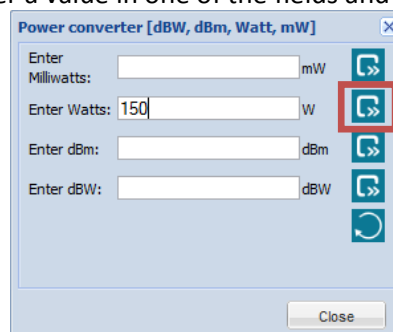 r a value in one of the fields and
Power converter [dBW, dBm, Watt, mW]
Enter
Milliwatts:
mW
Enter Watts: 150 W
Enter dBm: dBm
Enter dBW: dBW
Close